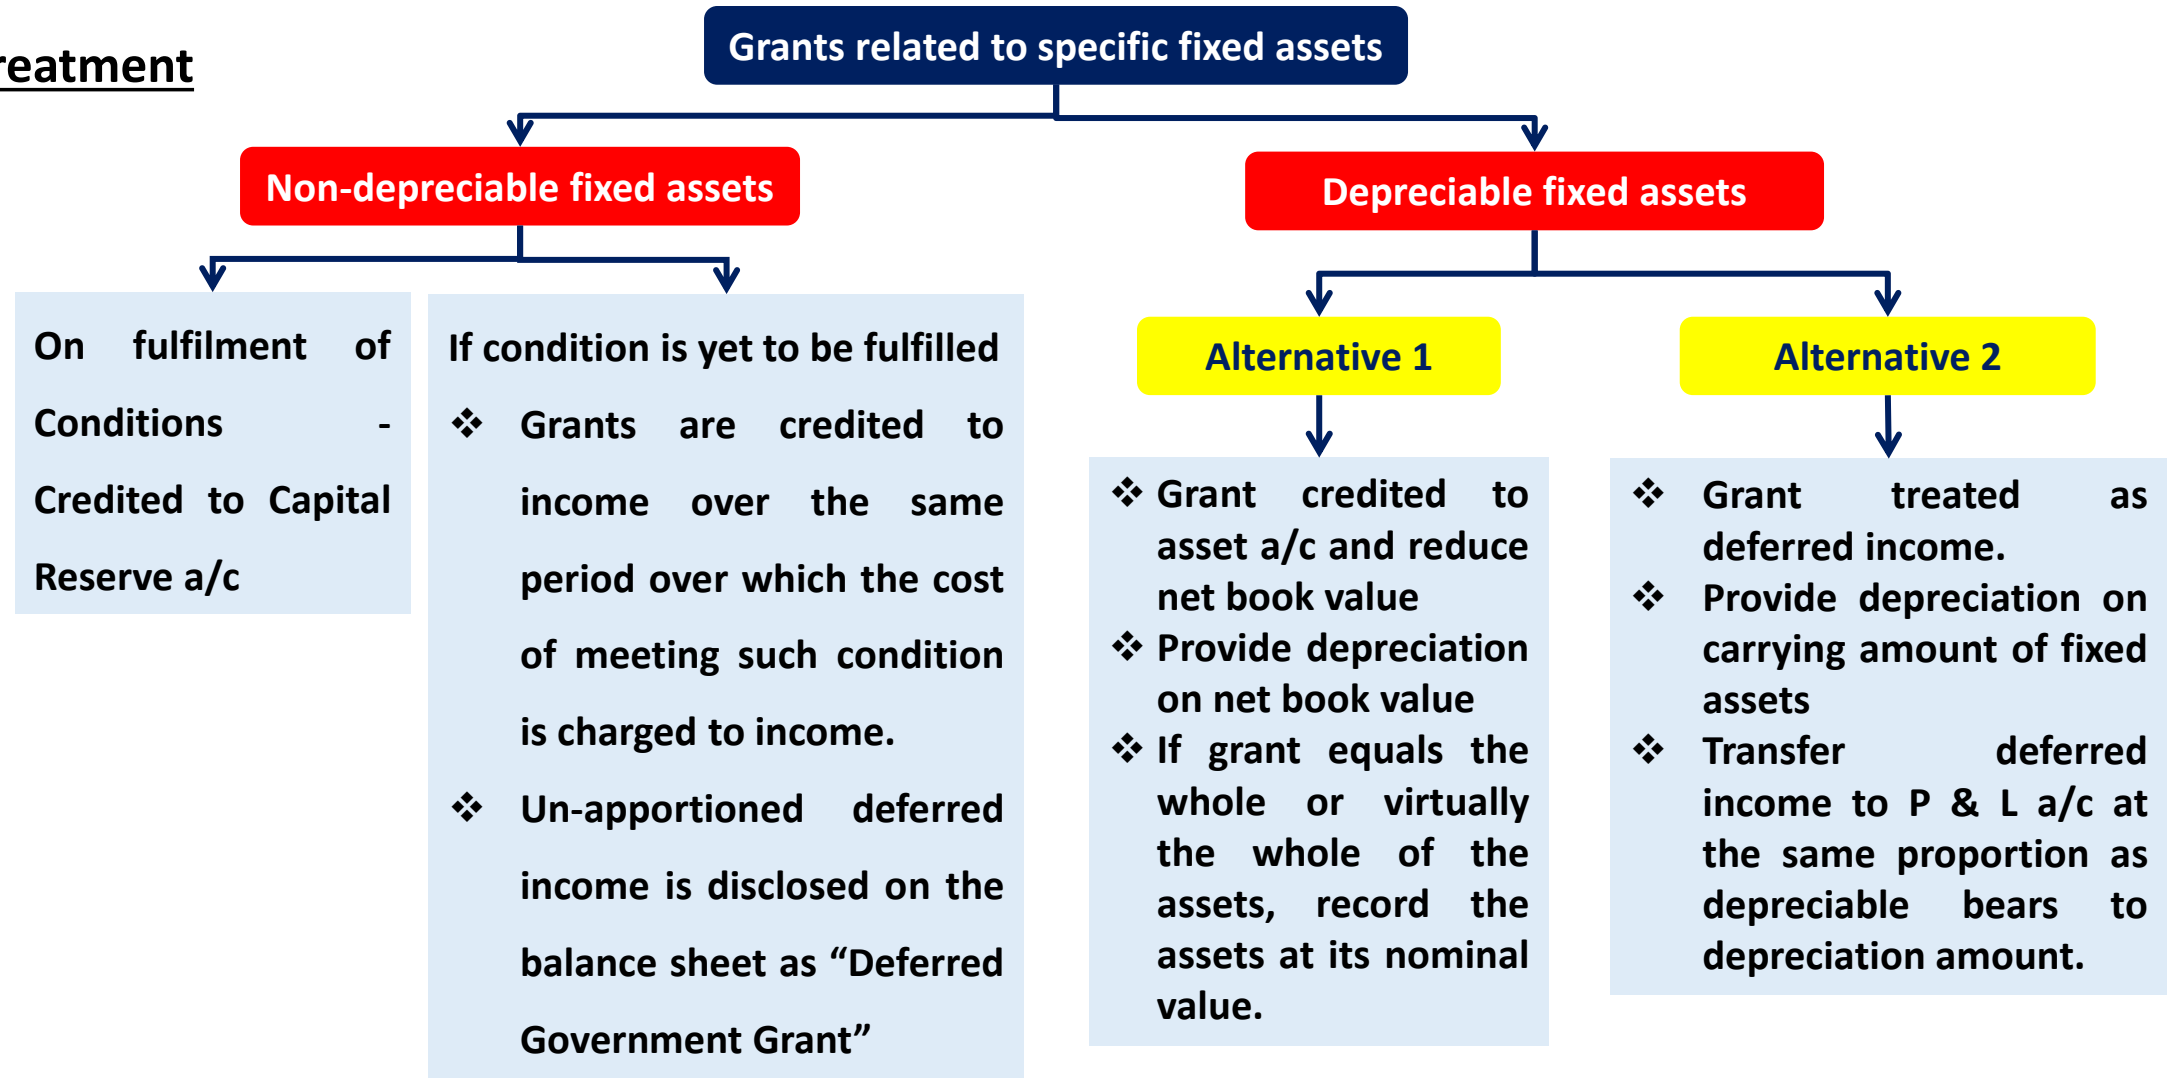 reatment
Grants related to specific fixed assets
Non-depreciable fixed assets
Depreciable fixed assets
On fulfilment of
Conditions -
Credited to Capital
Reserve a/c
If condition is yet to be fulfilled
❖ Grants are credited to
income over the same
period over which the cost
of meeting such condition
is charged to income.
❖ Un-apportioned deferred
income is disclosed on the
balance sheet as “Deferred
Government Grant”
Alternative 1
❖ Grant credited to
asset a/c and reduce
net book value
❖ Provide depreciation
on net book value
❖ If grant equals the
whole or virtually
the whole of the
assets, record the
assets at its nominal
value.
Alternative 2
❖ Grant treated as
deferred income.
❖ Provide depreciation on
carrying amount of fixed
assets
❖ Transfer deferred
income to P & L a/c at
the same proportion as
depreciable bears to
depreciation amount.